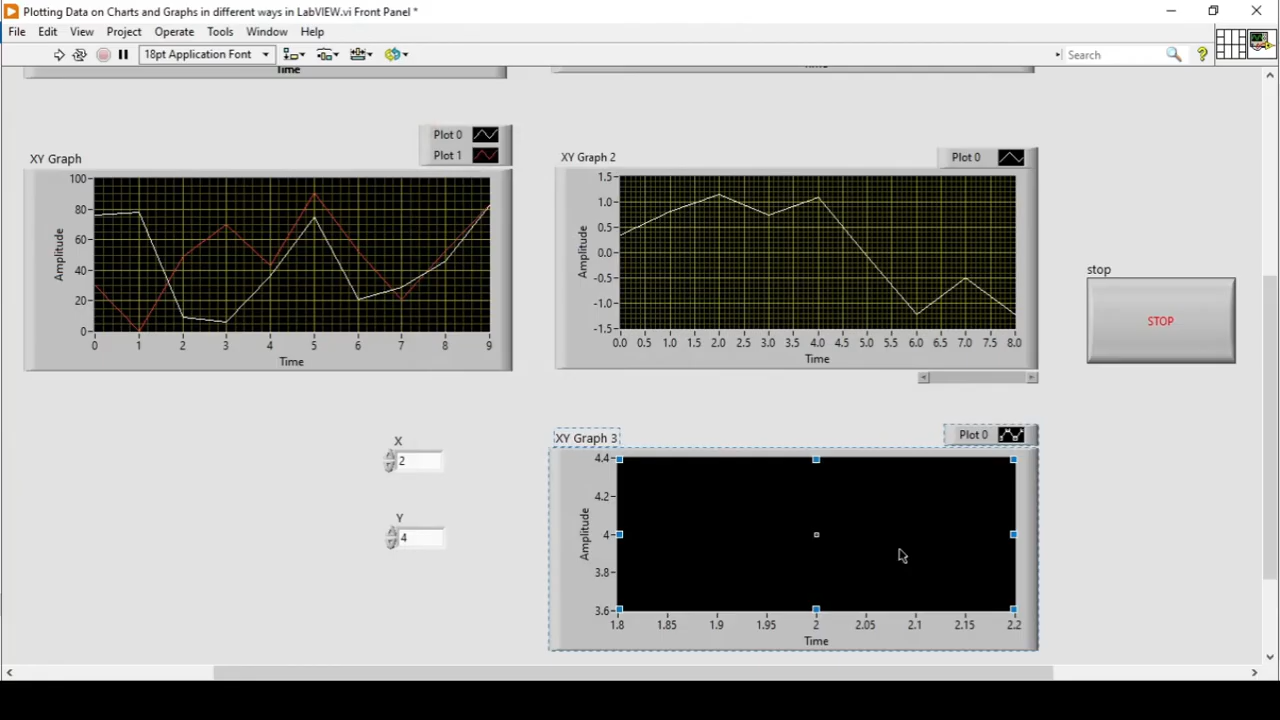 Plotting Data on Charts and Graphs in different ways in LabVIEW.vi Front Panel *
File Edit View Project Operate Tools Window Help
18pt Application Font
Search
?
Time
Time
XY Graph
Plot 0
Plot 1
100
80
60
40
20
0
Amplitude
0 1 2 3 4 5 6 7 8 9
Time
XY Graph 2
Plot 0
1.5
1.0
0.5
0.0
-0.5
-1.0
-1.5
Amplitude
0.0 0.5 1.0 1.5 2.0 2.5 3.0 3.5 4.0 4.5 5.0 5.5 6.0 6.5 7.0 7.5 8.0
Time
stop
STOP
X
2
Y
4
XY Graph 3
Plot 0
4.4
4.2
4
3.8
3.6
Amplitude
1.8 1.85 1.9 1.95 2 2.05 2.1 2.15 2.2
Time